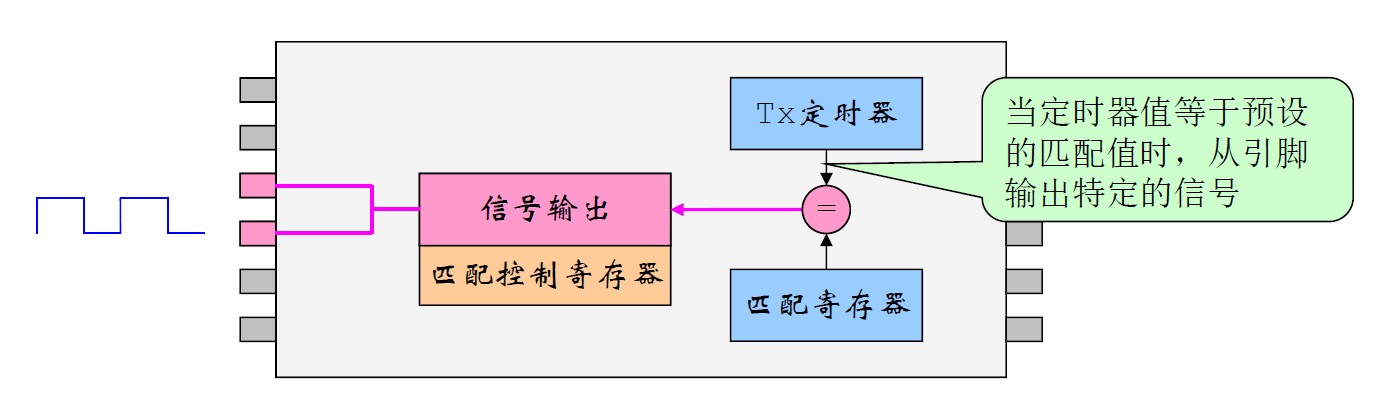 Tx定时器
当定时器值等于预设
的匹配值时，从引脚
输出特定的信号
信号输出
=
匹配控制寄存器
匹配寄存器